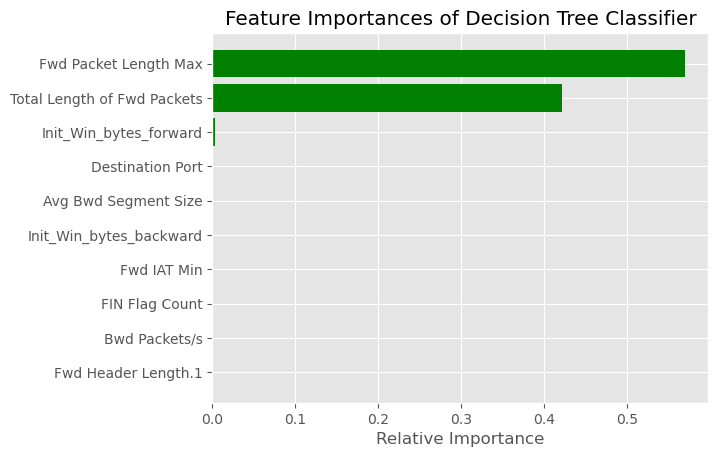 Feature Importances of Decision Tree Classifier
Fwd Packet Length Max
Total Length of Fwd Packets
Init_Win_bytes_forward
Destination Port
Avg Bwd Segment Size
Init_Win_bytes_backward
Fwd IAT Min
FIN Flag Count
Bwd Packets/s
Fwd Header Length.1
0.0 0.1 0.2 0.3 0.4 0.5
Relative Importance